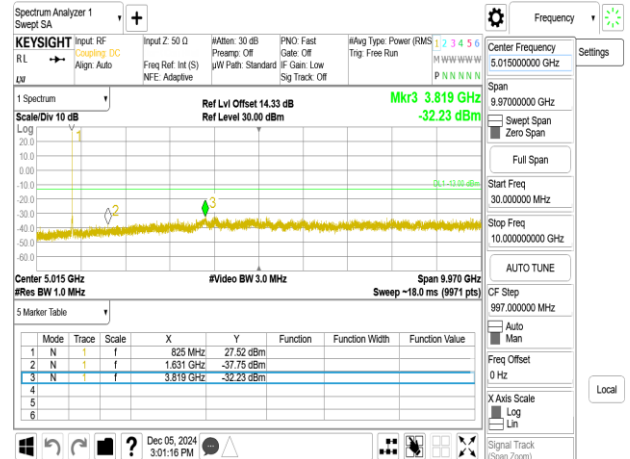 Spectrum Analyzer 1
Swept SA
Frequency
KEYSIGHT
RL
Input: RF
Coupling: DC
Align: Auto
Input Z: 50 Ω
Freq Ref: Int (S)
NFE: Adaptive
#Atten: 30 dB
Preamp: Off
µW Path: Standard
PNO: Fast
Gate: Off
IF Gain: Low
Sig Track: Off
#Avg Type: Power (RMS
Trig: Free Run
1 2 3 4 5 6
M W W W W W
P N N N N N
1 Spectrum
Scale/Div 10 dB
Ref Lvl Offset 14.33 dB
Ref Level 30.00 dBm
Mkr3 3.819 GHz
-32.23 dBm
Log
20.0
10.0
0.00
-10.0
-20.0
-30.0
-40.0
-50.0
-60.0
1
2
3
DL1 -13.00 dBm
Center 5.015 GHz
#Res BW 1.0 MHz
#Video BW 3.0 MHz
Span 9.970 GHz
Sweep ~18.0 ms (9971 pts)
5 Marker Table
Mode Trace Scale X Y Function Function Width Function Value
1 N 1 f 825 MHz 27.52 dBm
2 N 1 f 1.631 GHz -37.75 dBm
3 N 1 f 3.819 GHz -32.23 dBm
4
5
6
Dec 05, 2024
3:01:16 PM
Center Frequency
5.015000000 GHz
Span
9.97000000 GHz
Swept Span
Zero Span
Full Span
Start Freq
30.000000 MHz
Stop Freq
10.000000000 GHz
AUTO TUNE
CF Step
997.000000 MHz
Auto
Man
Freq Offset
0 Hz
X Axis Scale
Log
Lin
Signal Track
(Span Zoom)
Settings
Local